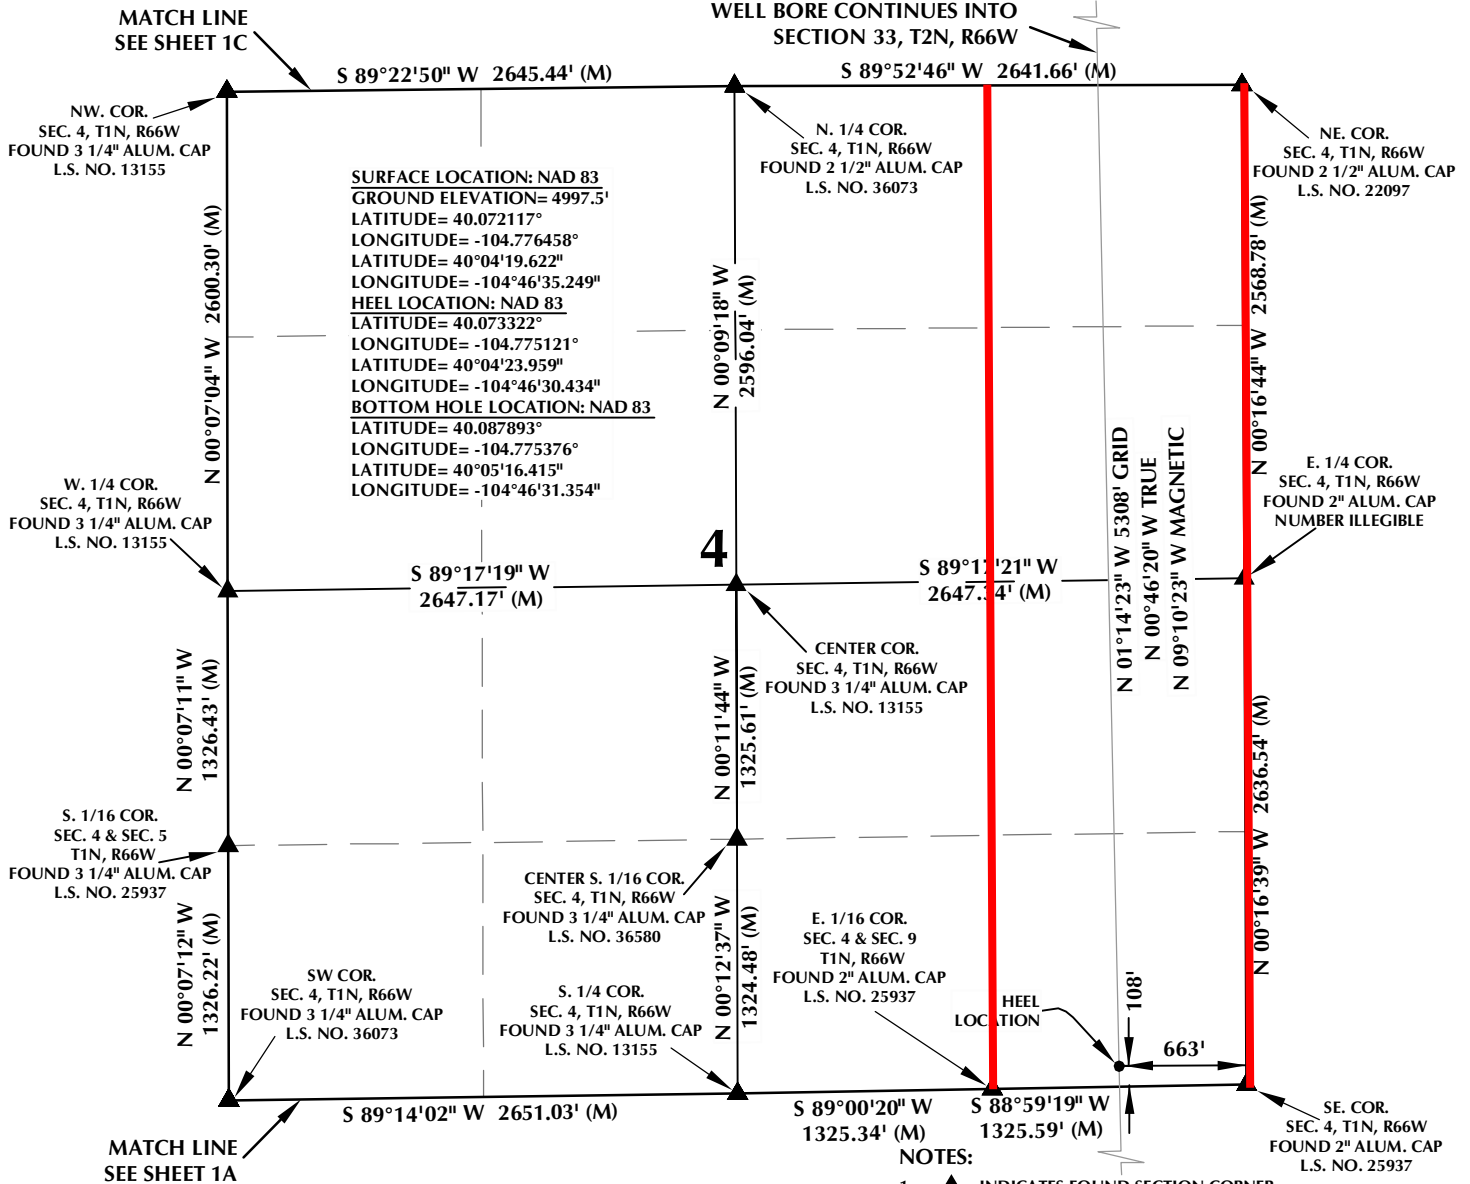 MATCH LINE
SEE SHEET 1C
WELL BORE CONTINUES INTO
SECTION 33, T2N, R66W
S 89°22'50" W 2645.44' (M)
S 89°52'46" W 2641.66' (M)
NW. COR.
SEC. 4, T1N, R66W
FOUND 3 1/4" ALUM. CAP
L.S. NO. 13155
N. 1/4 COR.
SEC. 4, T1N, R66W
FOUND 2 1/2" ALUM. CAP
L.S. NO. 36073
NE. COR.
SEC. 4, T1N, R66W
FOUND 2 1/2" ALUM. CAP
L.S. NO. 22097
SURFACE LOCATION: NAD 83
GROUND ELEVATION= 4997.5'
LATITUDE= 40.072117°
LONGITUDE= -104.776458°
LATITUDE= 40°04'19.622"
LONGITUDE= -104°46'35.249"
HEEL LOCATION: NAD 83
LATITUDE= 40.073322°
LONGITUDE= -104.775121°
LATITUDE= 40°04'23.959"
LONGITUDE= -104°46'30.434"
BOTTOM HOLE LOCATION: NAD 83
LATITUDE= 40.087893°
LONGITUDE= -104.775376°
LATITUDE= 40°05'16.415"
LONGITUDE= -104°46'31.354"
N 00°07'04" W 2600.30' (M)
N 00°09'18" W
2596.04' (M)
N 00°16'44" W 2568.78' (M)
N 01°14'23" W 5308' GRID
N 00°46'20" W TRUE
N 09°10'23" W MAGNETIC
W. 1/4 COR.
SEC. 4, T1N, R66W
FOUND 3 1/4" ALUM. CAP
L.S. NO. 13155
E. 1/4 COR.
SEC. 4, T1N, R66W
FOUND 2" ALUM. CAP
NUMBER ILLEGIBLE
4
S 89°17'19" W
2647.17' (M)
S 89°17'21" W
2647.34' (M)
CENTER COR.
SEC. 4, T1N, R66W
FOUND 3 1/4" ALUM. CAP
L.S. NO. 13155
N 00°07'11" W
1326.43' (M)
N 00°11'44" W
1325.61' (M)
N 00°16'39" W 2636.54' (M)
S. 1/16 COR.
SEC. 4 & SEC. 5
T1N, R66W
FOUND 3 1/4" ALUM. CAP
L.S. NO. 25937
CENTER S. 1/16 COR.
SEC. 4, T1N, R66W
FOUND 3 1/4" ALUM. CAP
L.S. NO. 36580
E. 1/16 COR.
SEC. 4 & SEC. 9
T1N, R66W
FOUND 2" ALUM. CAP
L.S. NO. 25937
N 00°07'12" W
1326.22' (M)
N 00°12'37" W
1324.48' (M)
SW COR.
SEC. 4, T1N, R66W
FOUND 3 1/4" ALUM. CAP
L.S. NO. 36073
S. 1/4 COR.
SEC. 4, T1N, R66W
FOUND 3 1/4" ALUM. CAP
L.S. NO. 13155
HEEL
LOCATION
108'
663'
S 89°14'02" W 2651.03' (M)
S 89°00'20" W
1325.34' (M)
S 88°59'19" W
1325.59' (M)
SE. COR.
SEC. 4, T1N, R66W
FOUND 2" ALUM. CAP
L.S. NO. 25937
MATCH LINE
SEE SHEET 1A
NOTES:
INDICATES FOUND SECTION CORNER